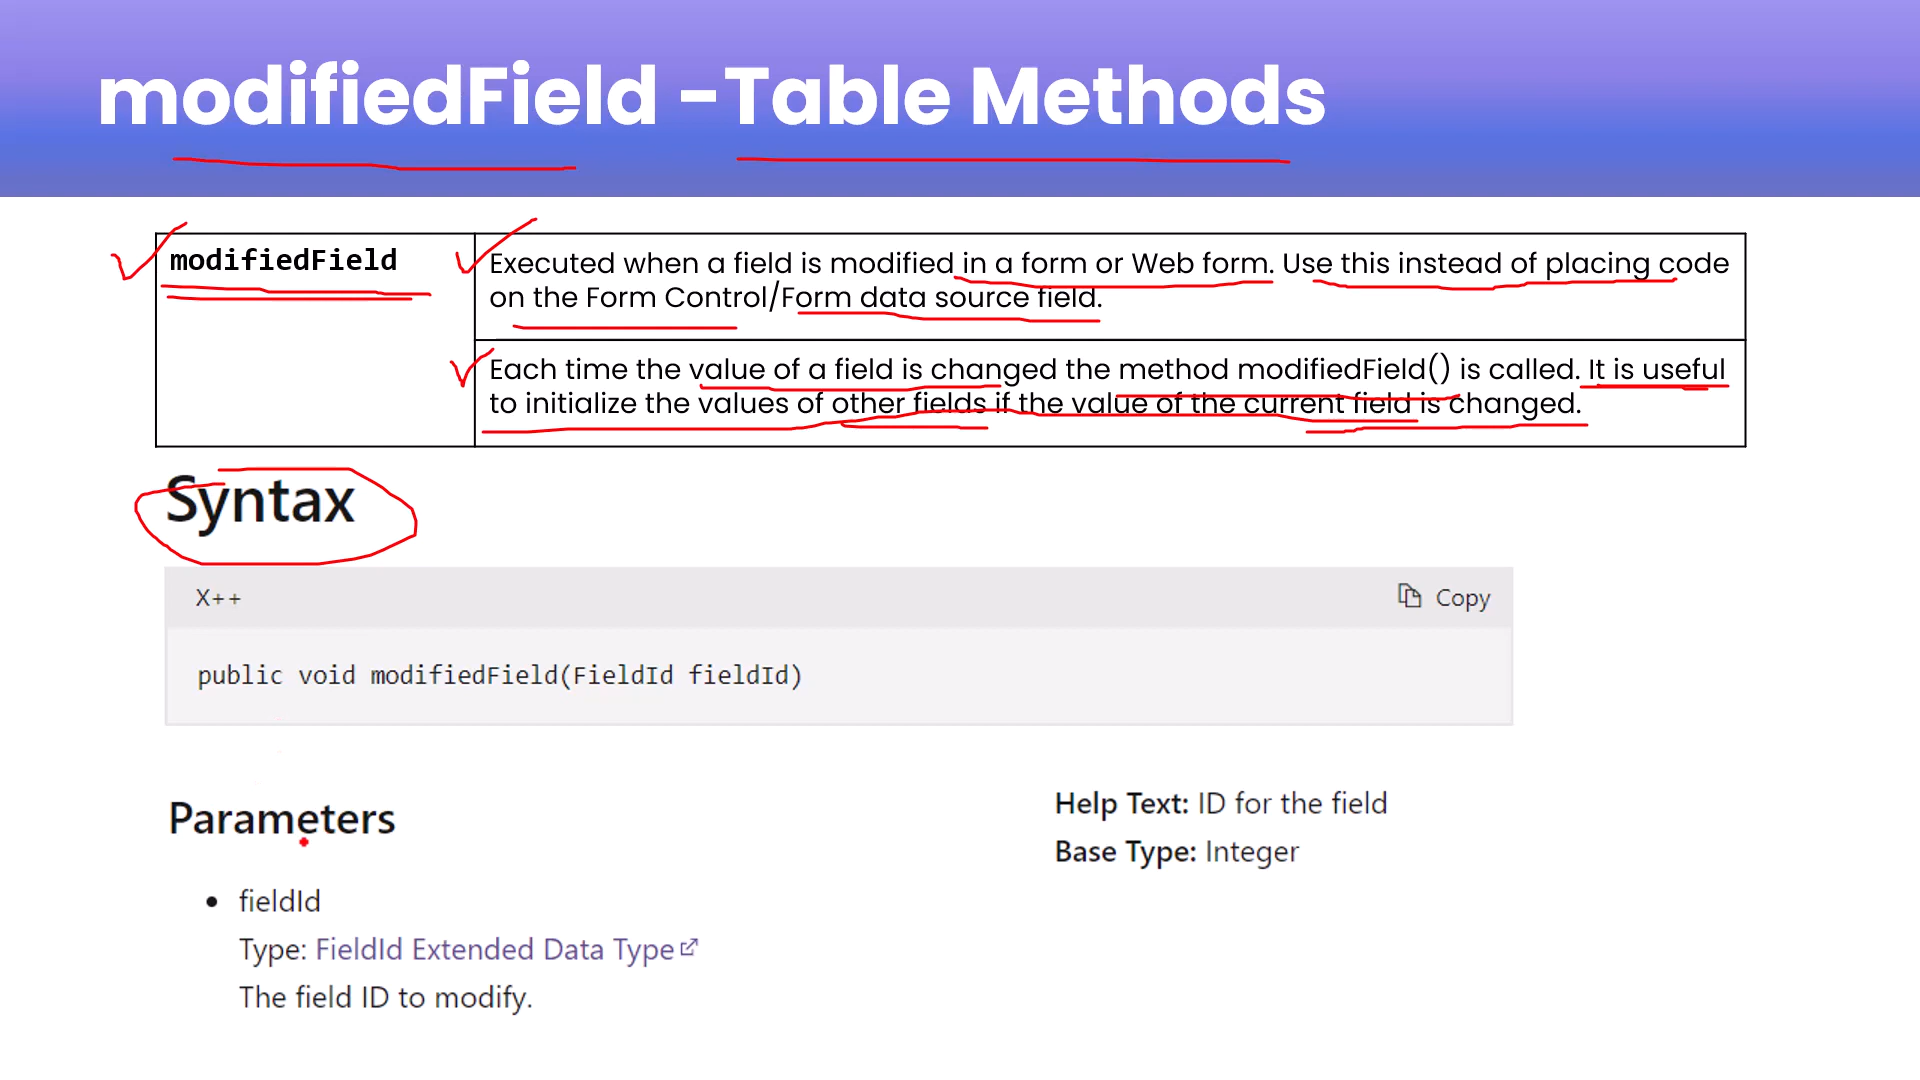 modifiedField -Table Methods
modifiedField
Executed when a field is modified in a form or Web form. Use this instead of placing code
on the Form Control/Form data source field.
Each time the value of a field is changed the method modifiedField() is called. It is useful
to initialize the values of other fields if the value of the current field is changed.
Syntax
X++
Copy
public void modifiedField(FieldId fieldId)
Parameters
fieldId
Type: FieldId Extended Data Type
The field ID to modify.
Help Text: ID for the field
Base Type: Integer